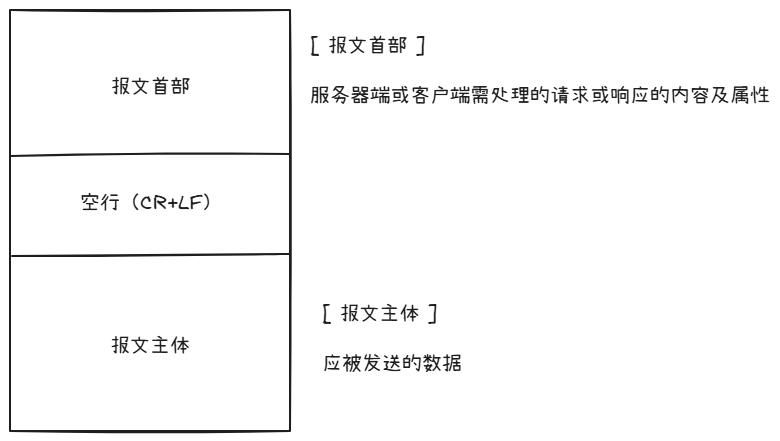 报文首部
[ 报文首部 ]
服务器端或客户端需处理的请求或响应的内容及属性
空行（CR+LF）
报文主体
[ 报文主体 ]
应被发送的数据